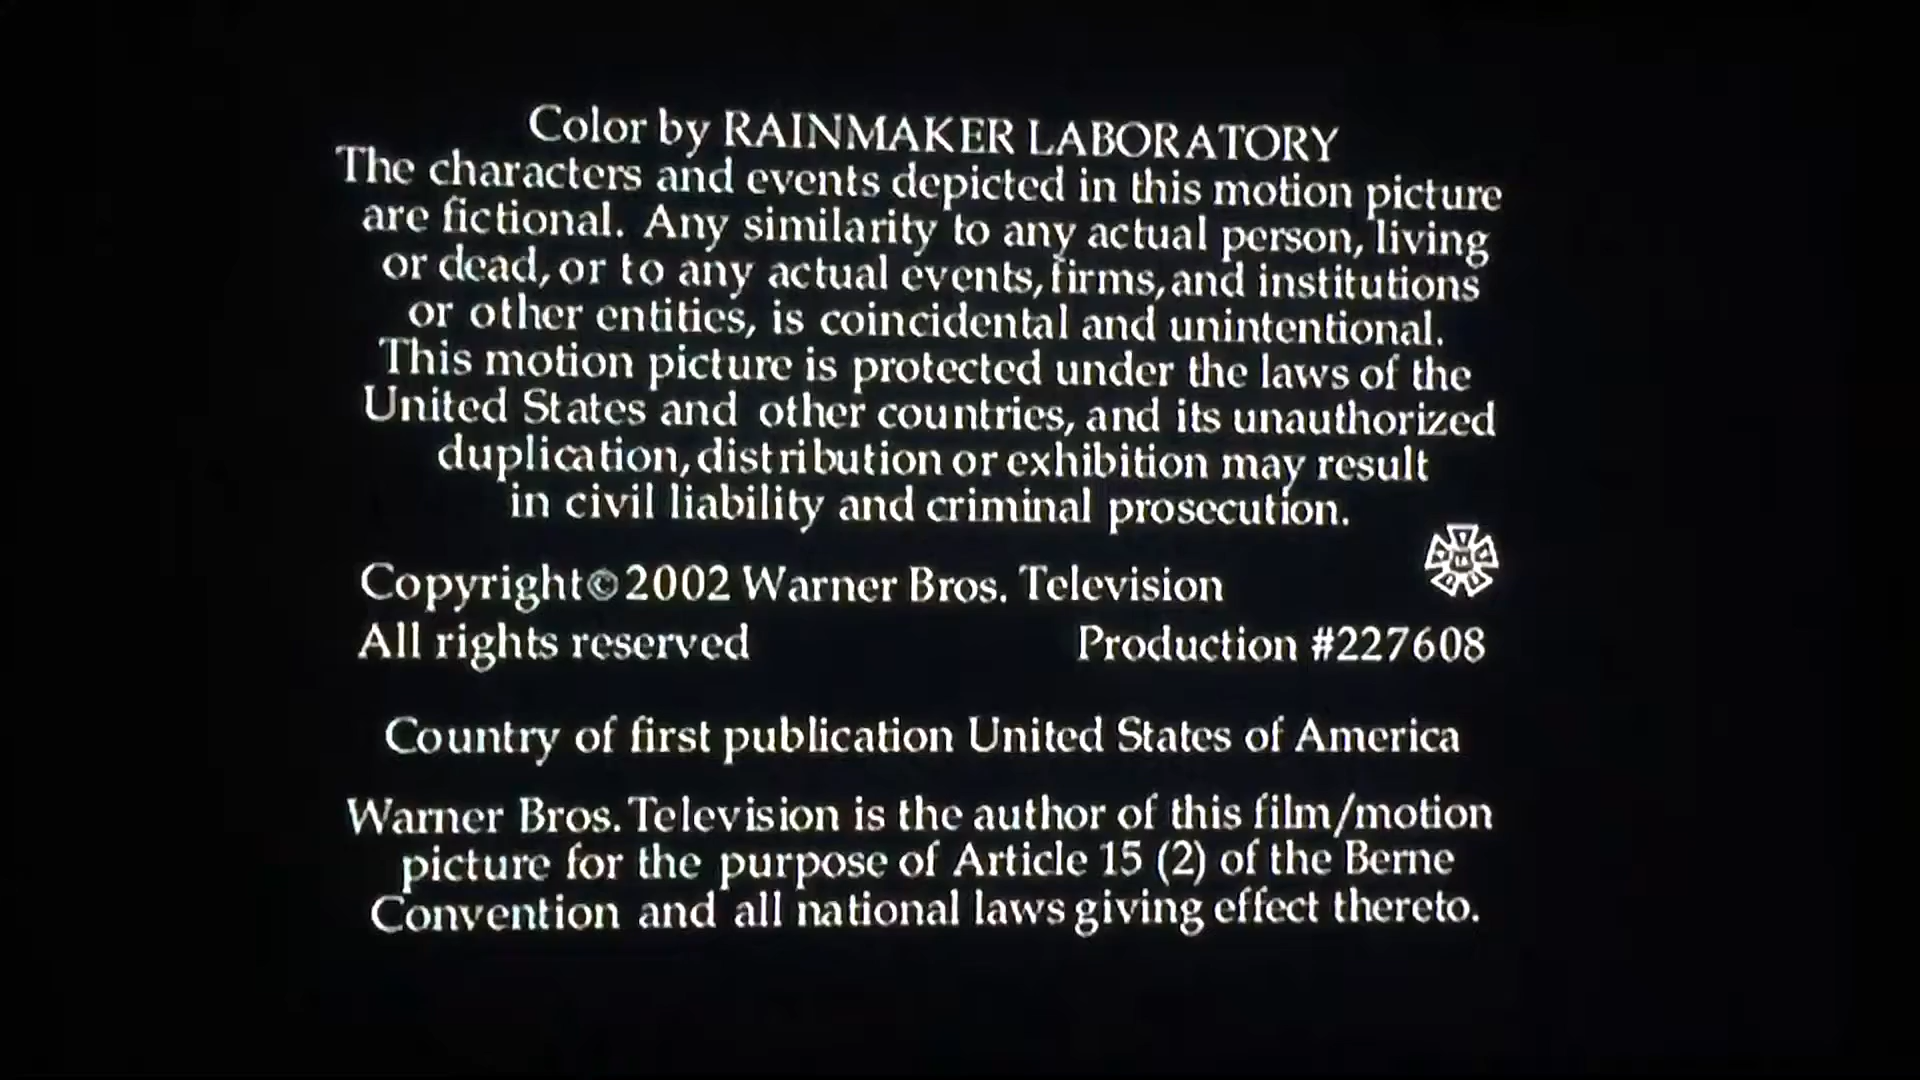 Color by RAINMAKER LABORATORY
The characters and events depicted in this motion picture
are fictional. Any similarity to any actual person, living
or dead, or to any actual events, firms, and institutions
or other entities, is coincidental and unintentional.
This motion picture is protected under the laws of the
United States and other countries, and its unauthorized
duplication, distribution or exhibition may result
in civil liability and criminal prosecution.
Copyright © 2002 Warner Bros. Television
All rights reserved Production #227608
Country of first publication United States of America
Warner Bros. Television is the author of this film/motion
picture for the purpose of Article 15 (2) of the Berne
Convention and all national laws giving effect thereto.